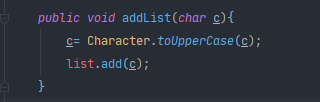 public void addList(char c){
c= Character.toUpperCase(c);
list.add(c);
}